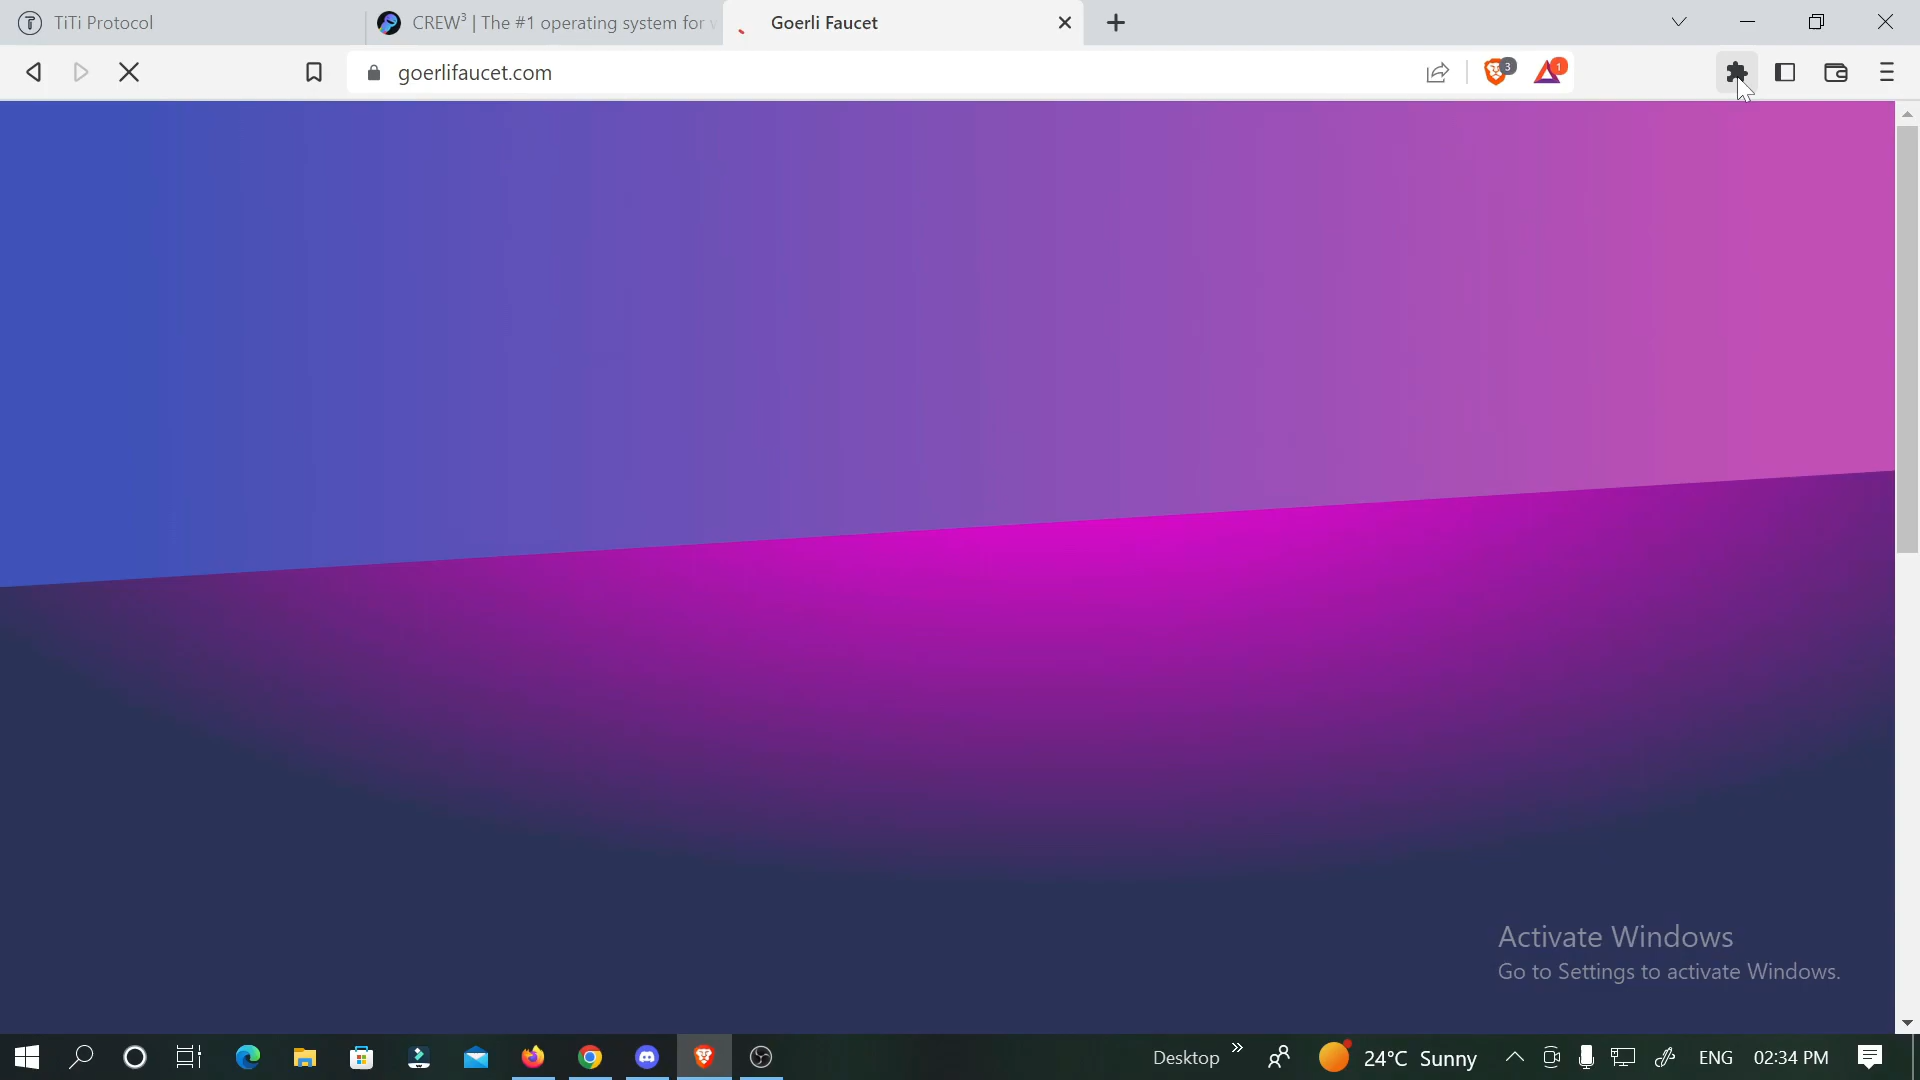 TiTi Protocol
CREW³ | The #1 operating system for
Goerli Faucet
goerlifaucet.com
3
1
Activate Windows
Go to Settings to activate Windows.
Desktop
24°C Sunny
ENG
02:34 PM